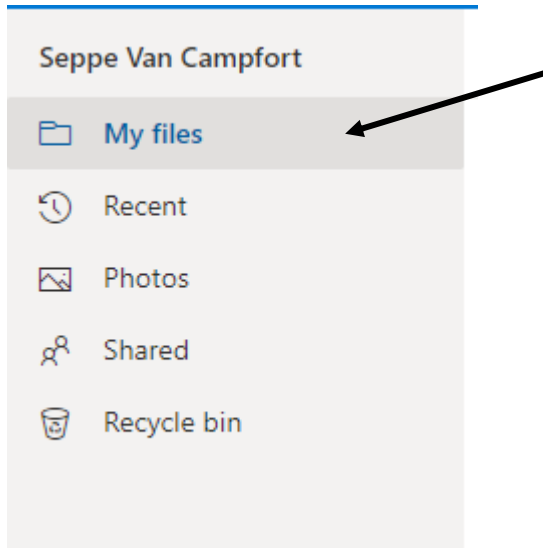 Seppe Van Campfort
My files
Recent
Photos
Shared
Recycle bin